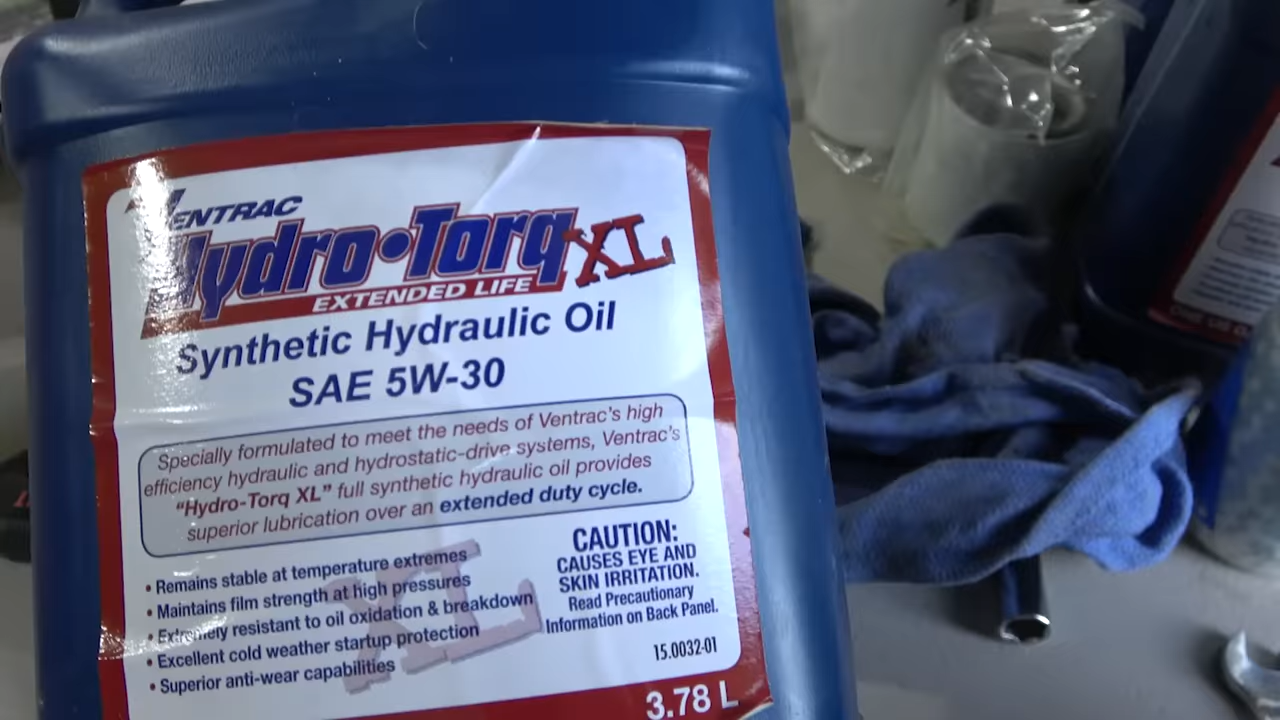 VENTRAC
Hydro•Torq XL
EXTENDED LIFE
Synthetic Hydraulic Oil
SAE 5W-30
Specially formulated to meet the needs of Ventrac's high
efficiency hydraulic and hydrostatic-drive systems, Ventrac's
"Hydro-Torq XL" full synthetic hydraulic oil provides
superior lubrication over an extended duty cycle.
XL
• Remains stable at temperature extremes
• Maintains film strength at high pressures
• Extremely resistant to oil oxidation & breakdown
• Excellent cold weather startup protection
• Superior anti-wear capabilities
CAUTION:
CAUSES EYE AND
SKIN IRRITATION.
Read Precautionary
Information on Back Panel.
15.0032-01
3.78 L